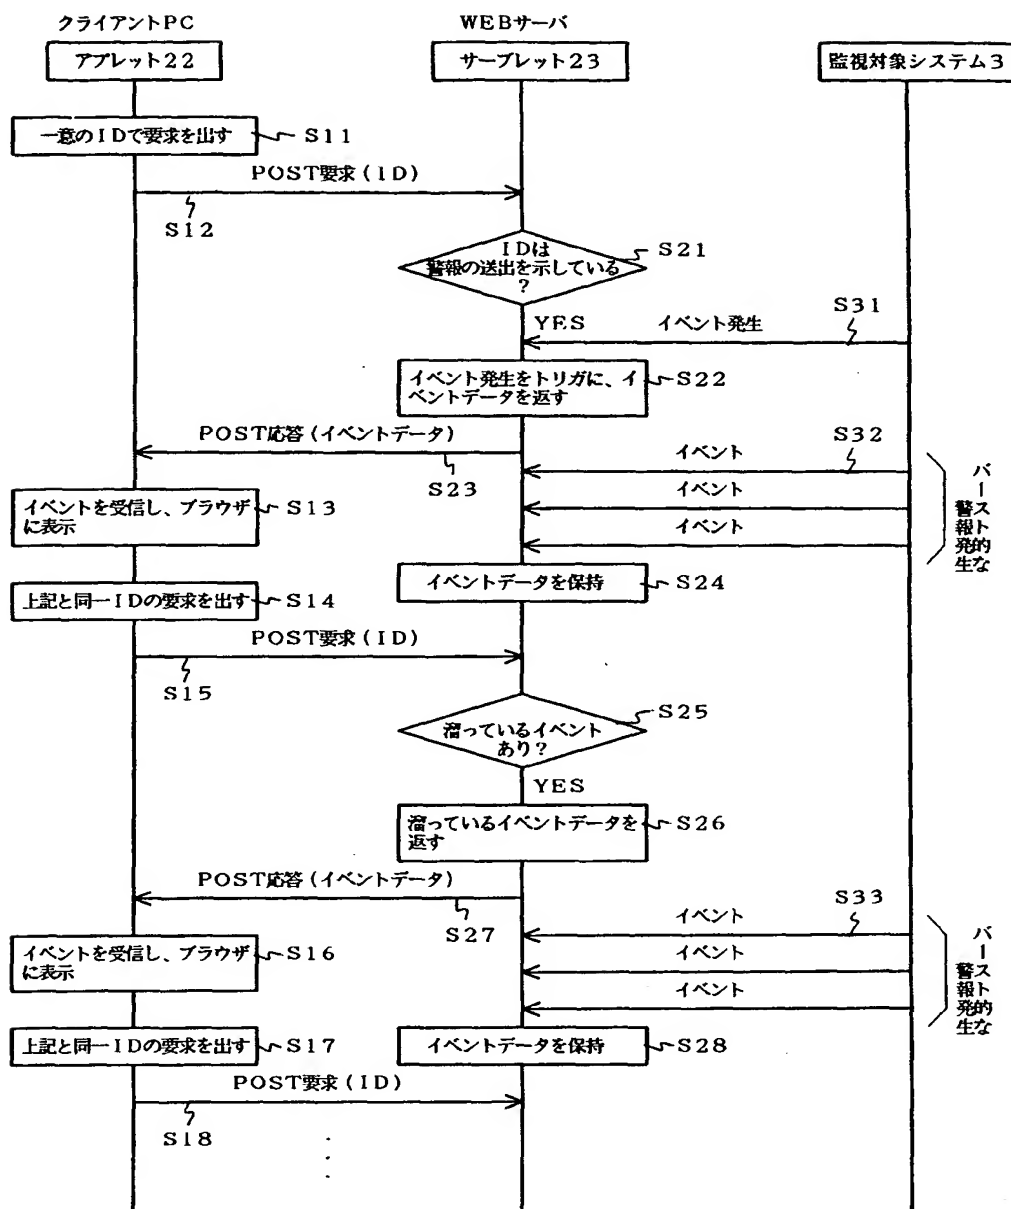 クライアントPC
WEBサーバ
アプレット22
サーブレット23
監視対象システム3
一意のIDで要求を出す
S11
POST要求(ID)
S12
IDは
警報の送出を示している
?
S21
YES
イベント発生
S31
イベント発生をトリガに、イ
ベントデータを返す
S22
POST応答(イベントデータ)
S23
イベント
S32
イベント
イベント
バースト的な
警報発生
イベントを受信し、ブラウザ
に表示
S13
イベントデータを保持
S24
上記と同一IDの要求を出す
S14
POST要求(ID)
S15
溜っているイベント
あり?
S25
YES
溜っているイベントデータを
返す
S26
POST応答(イベントデータ)
S27
イベント
S33
イベント
イベント
バースト的な
警報発生
イベントを受信し、ブラウザ
に表示
S16
上記と同一IDの要求を出す
S17
イベントデータを保持
S28
POST要求(ID)
S18